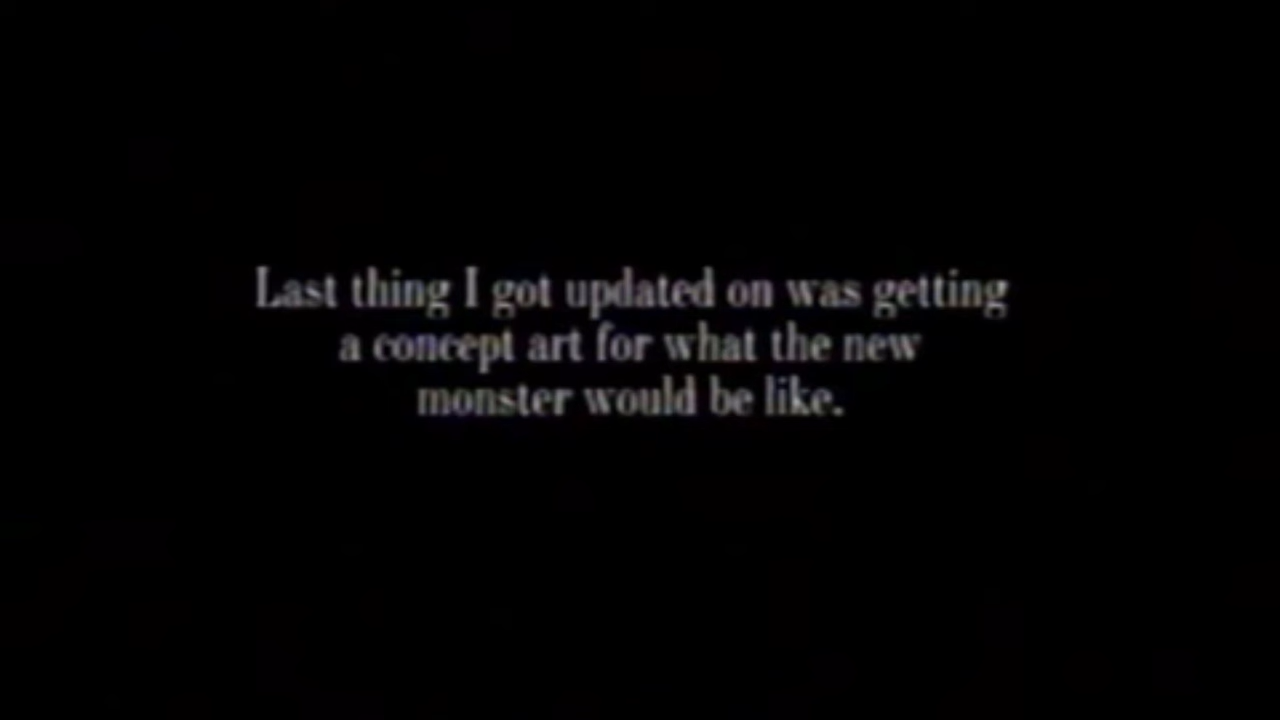 Last thing I got updated on was getting
a concept art for what the new
monster would be like.